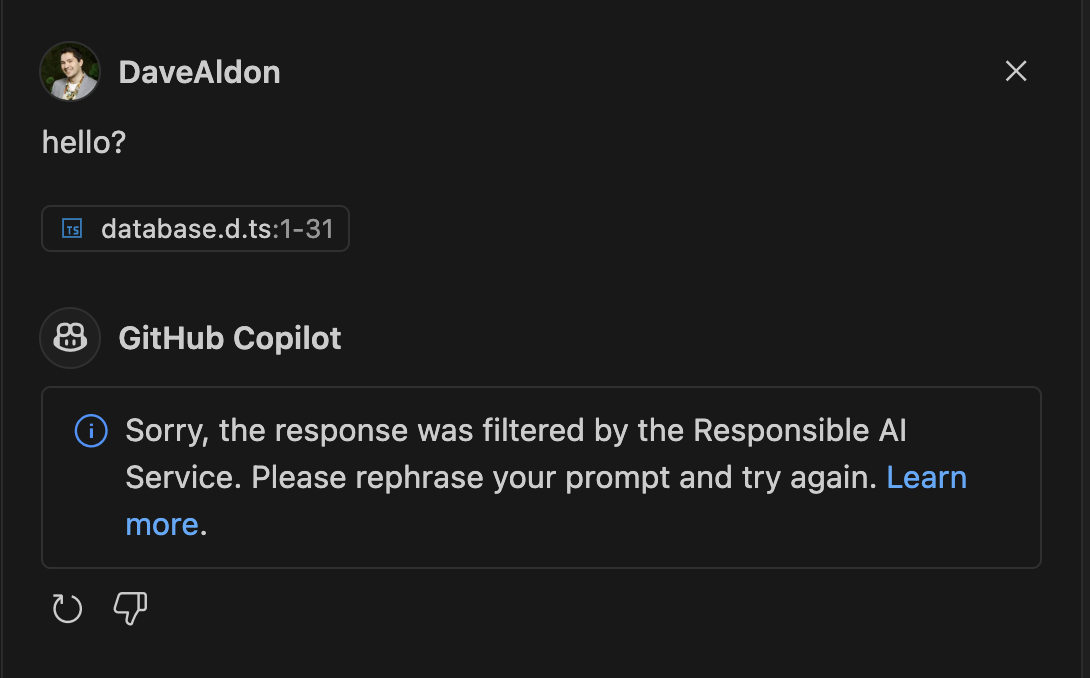 DaveAldon
hello?
TS database.d.ts:1-31
GitHub Copilot
Sorry, the response was filtered by the Responsible AI
Service. Please rephrase your prompt and try again. Learn
more.